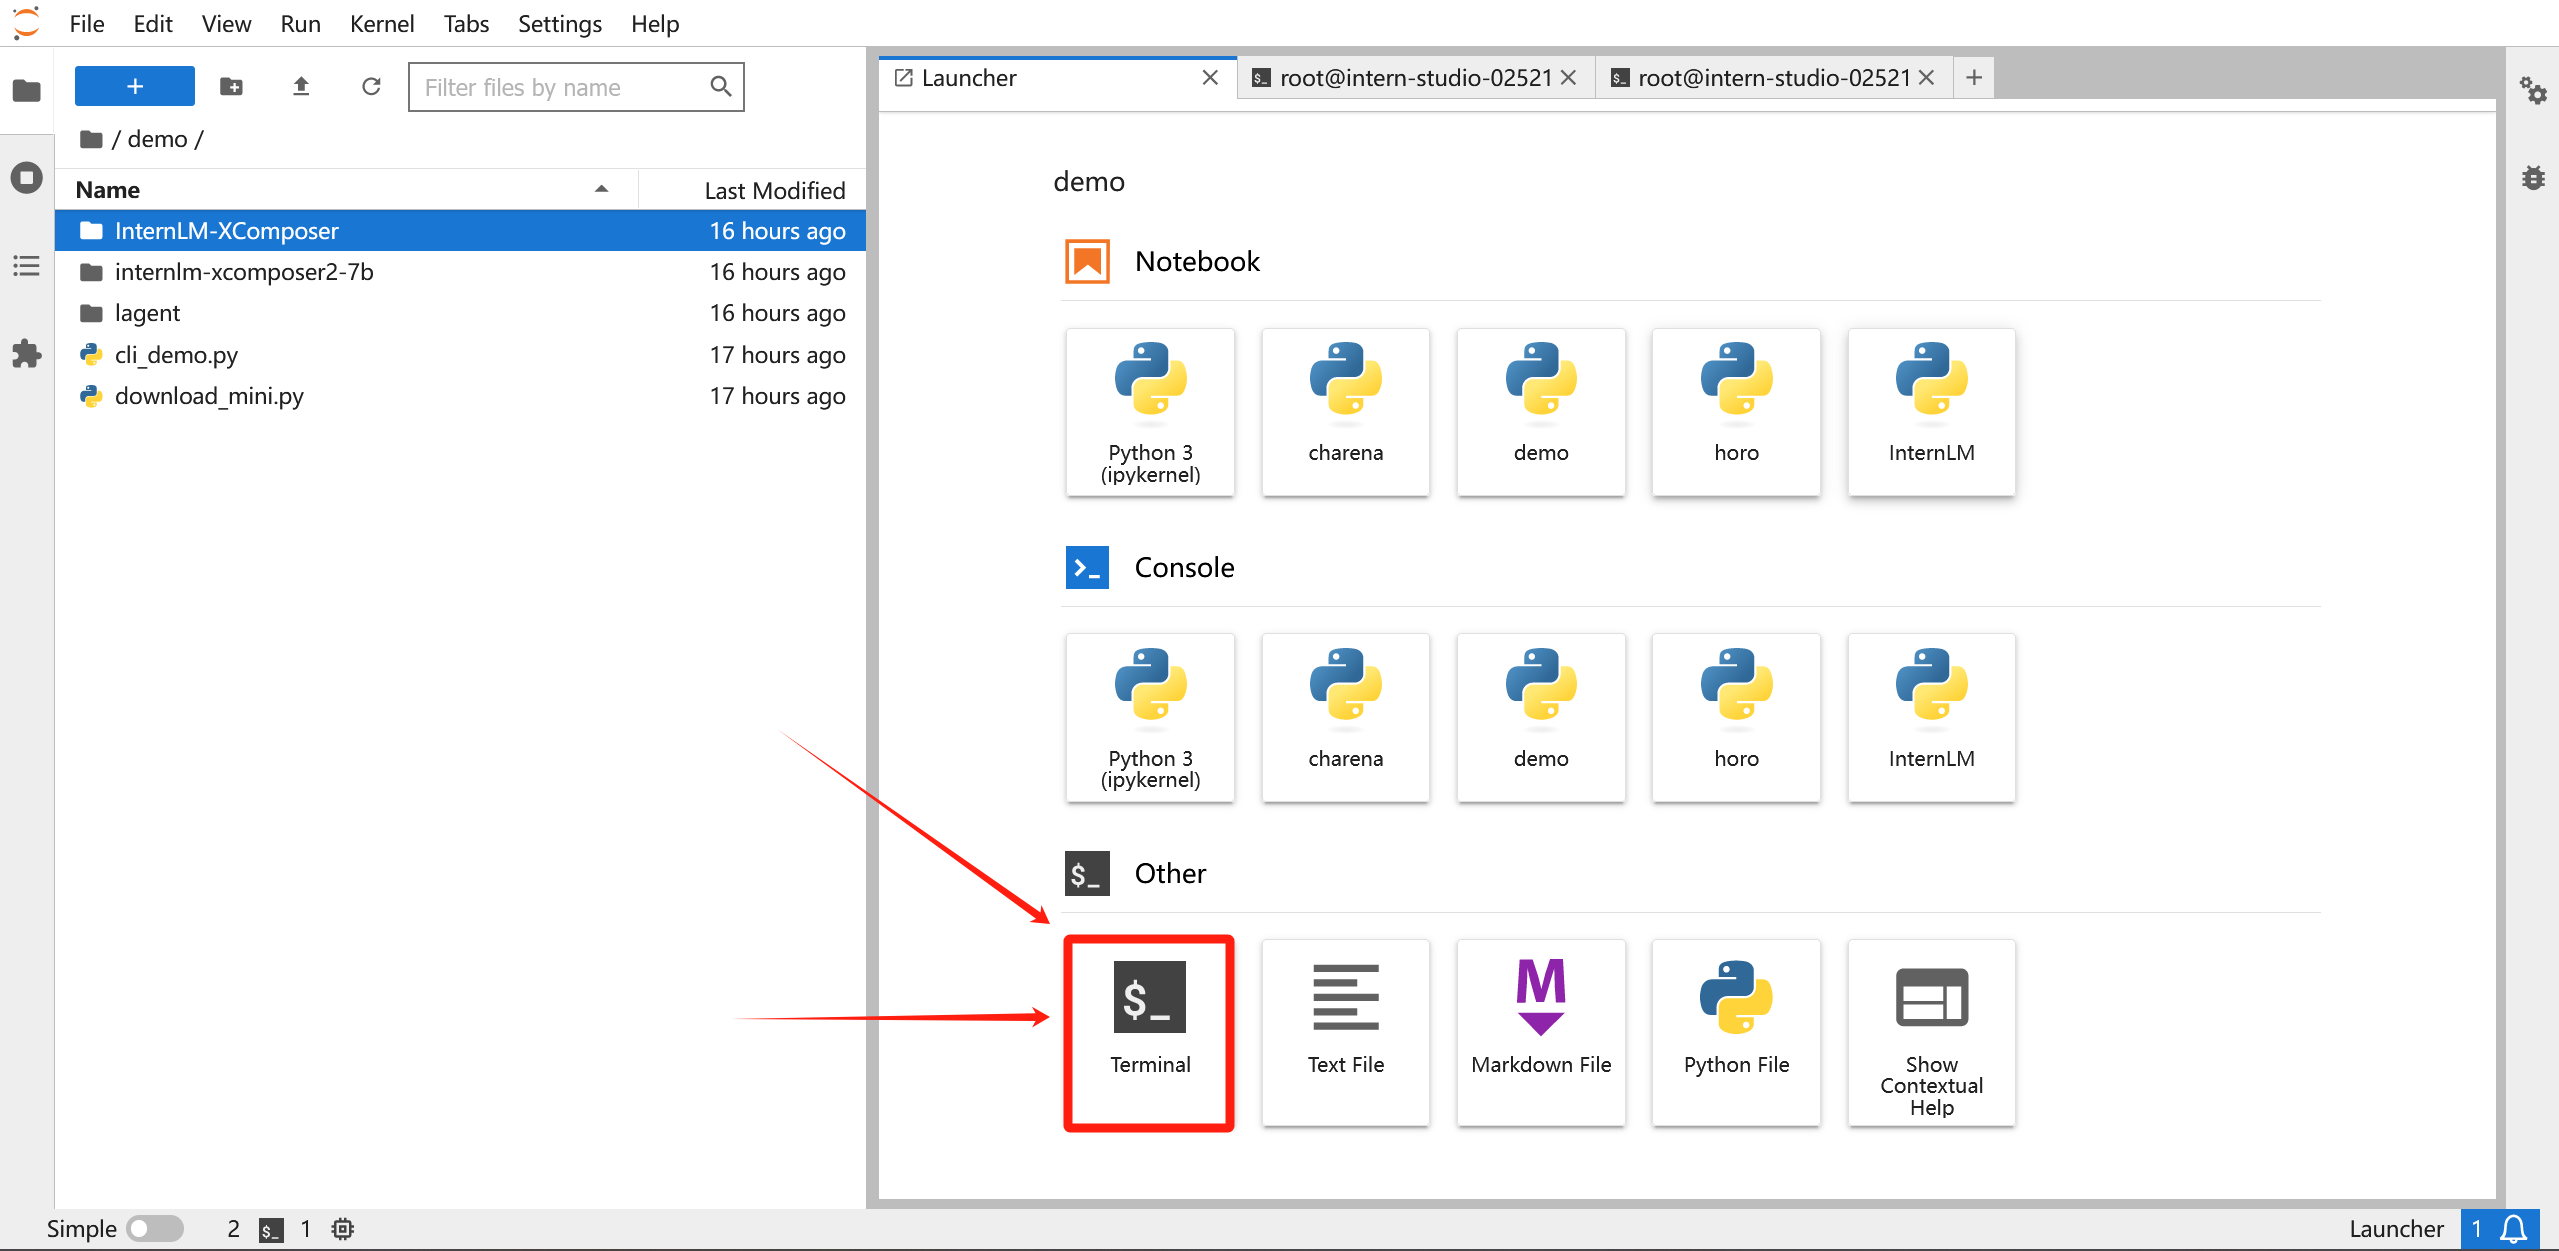 File Edit View Run Kernel Tabs Settings Help
Filter files by name
/ demo /
Name Last Modified
InternLM-XComposer 16 hours ago
internlm-xcomposer2-7b 16 hours ago
lagent 16 hours ago
cli_demo.py 17 hours ago
download_mini.py 17 hours ago
Launcher root@intern-studio-02521 root@intern-studio-02521
demo
Notebook
Python 3
(ipykernel)
charena
demo
horo
InternLM
Console
Python 3
(ipykernel)
charena
demo
horo
InternLM
$_ Other
$_
Terminal
Text File
M
Markdown File
Python File
Show
Contextual
Help
Simple 2 $_ 1 Launcher 1